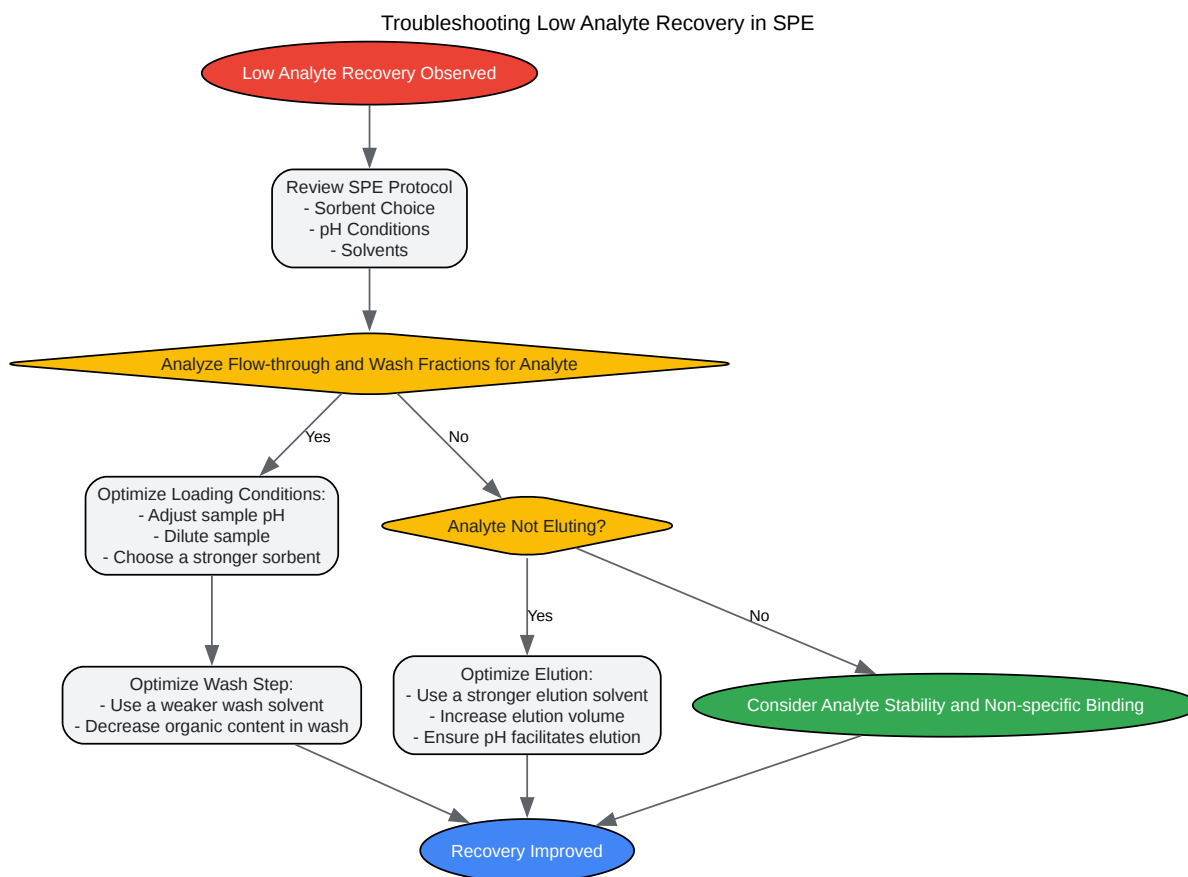 Troubleshooting Low Analyte Recovery in SPE
Low Analyte Recovery Observed
Review SPE Protocol
- Sorbent Choice
- pH Conditions
- Solvents
Analyze Flow-through and Wash Fractions for Analyte
Yes
No
Optimize Loading Conditions:
- Adjust sample pH
- Dilute sample
- Choose a stronger sorbent
Analyte Not Eluting?
Yes
No
Optimize Wash Step:
- Use a weaker wash solvent
- Decrease organic content in wash
Optimize Elution:
- Use a stronger elution solvent
- Increase elution volume
- Ensure pH facilitates elution
Consider Analyte Stability and Non-specific Binding
Recovery Improved